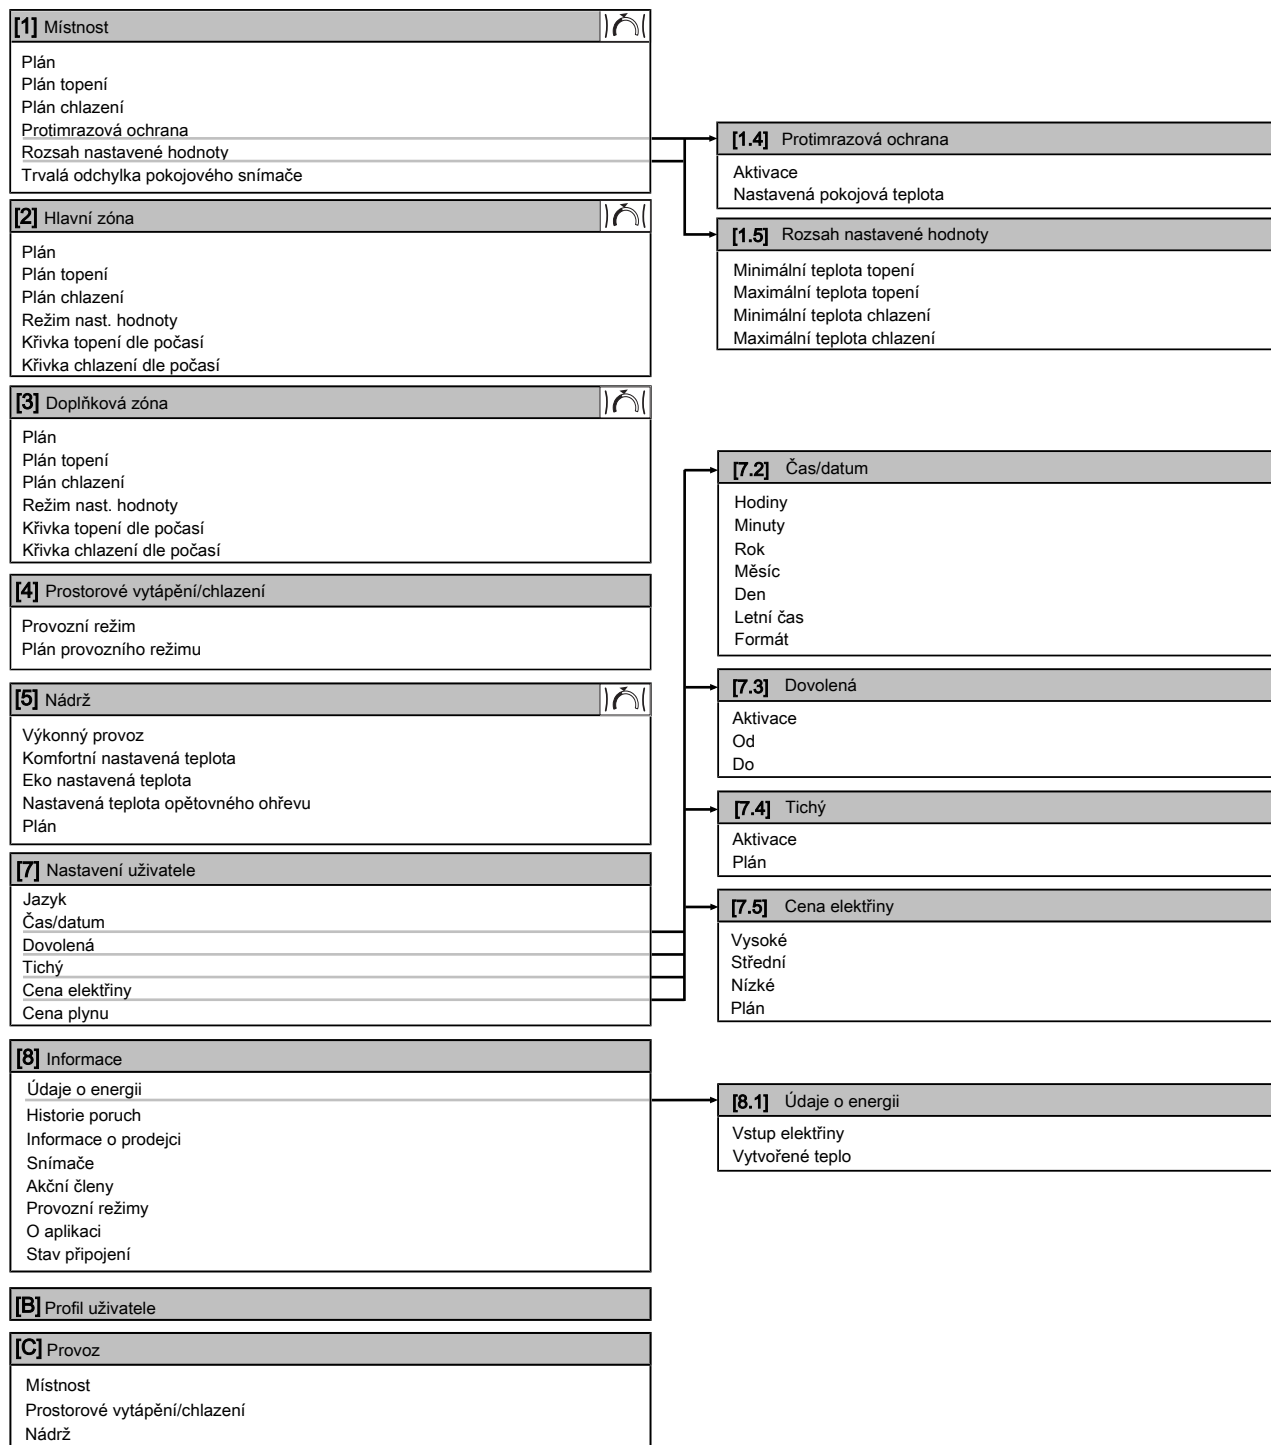 [1] Místnost
Plán
Plán topení
Plán chlazení
Protimrazová ochrana
Rozsah nastavené hodnoty
Trvalá odchylka pokojového snímače
[1.4] Protimrazová ochrana
Aktivace
Nastavená pokojová teplota
[1.5] Rozsah nastavené hodnoty
Minimální teplota topení
Maximální teplota topení
Minimální teplota chlazení
Maximální teplota chlazení
[2] Hlavní zóna
Plán
Plán topení
Plán chlazení
Režim nast. hodnoty
Křivka topení dle počasí
Křivka chlazení dle počasí
[3] Doplňková zóna
Plán
Plán topení
Plán chlazení
Režim nast. hodnoty
Křivka topení dle počasí
Křivka chlazení dle počasí
[4] Prostorové vytápění/chlazení
Provozní režim
Plán provozního režimu
[5] Nádrž
Výkonný provoz
Komfortní nastavená teplota
Eko nastavená teplota
Nastavená teplota opětovného ohřevu
Plán
[7] Nastavení uživatele
Jazyk
Čas/datum
Dovolená
Tichý
Cena elektřiny
Cena plynu
[7.2] Čas/datum
Hodiny
Minuty
Rok
Měsíc
Den
Letní čas
Formát
[7.3] Dovolená
Aktivace
Od
Do
[7.4] Tichý
Aktivace
Plán
[7.5] Cena elektřiny
Vysoké
Střední
Nízké
Plán
[8] Informace
Údaje o energii
Historie poruch
Informace o prodejci
Snímače
Akční členy
Provozní režimy
O aplikaci
Stav připojení
[8.1] Údaje o energii
Vstup elektřiny
Vytvořené teplo
[B] Profil uživatele
[C] Provoz
Místnost
Prostorové vytápění/chlazení
Nádrž